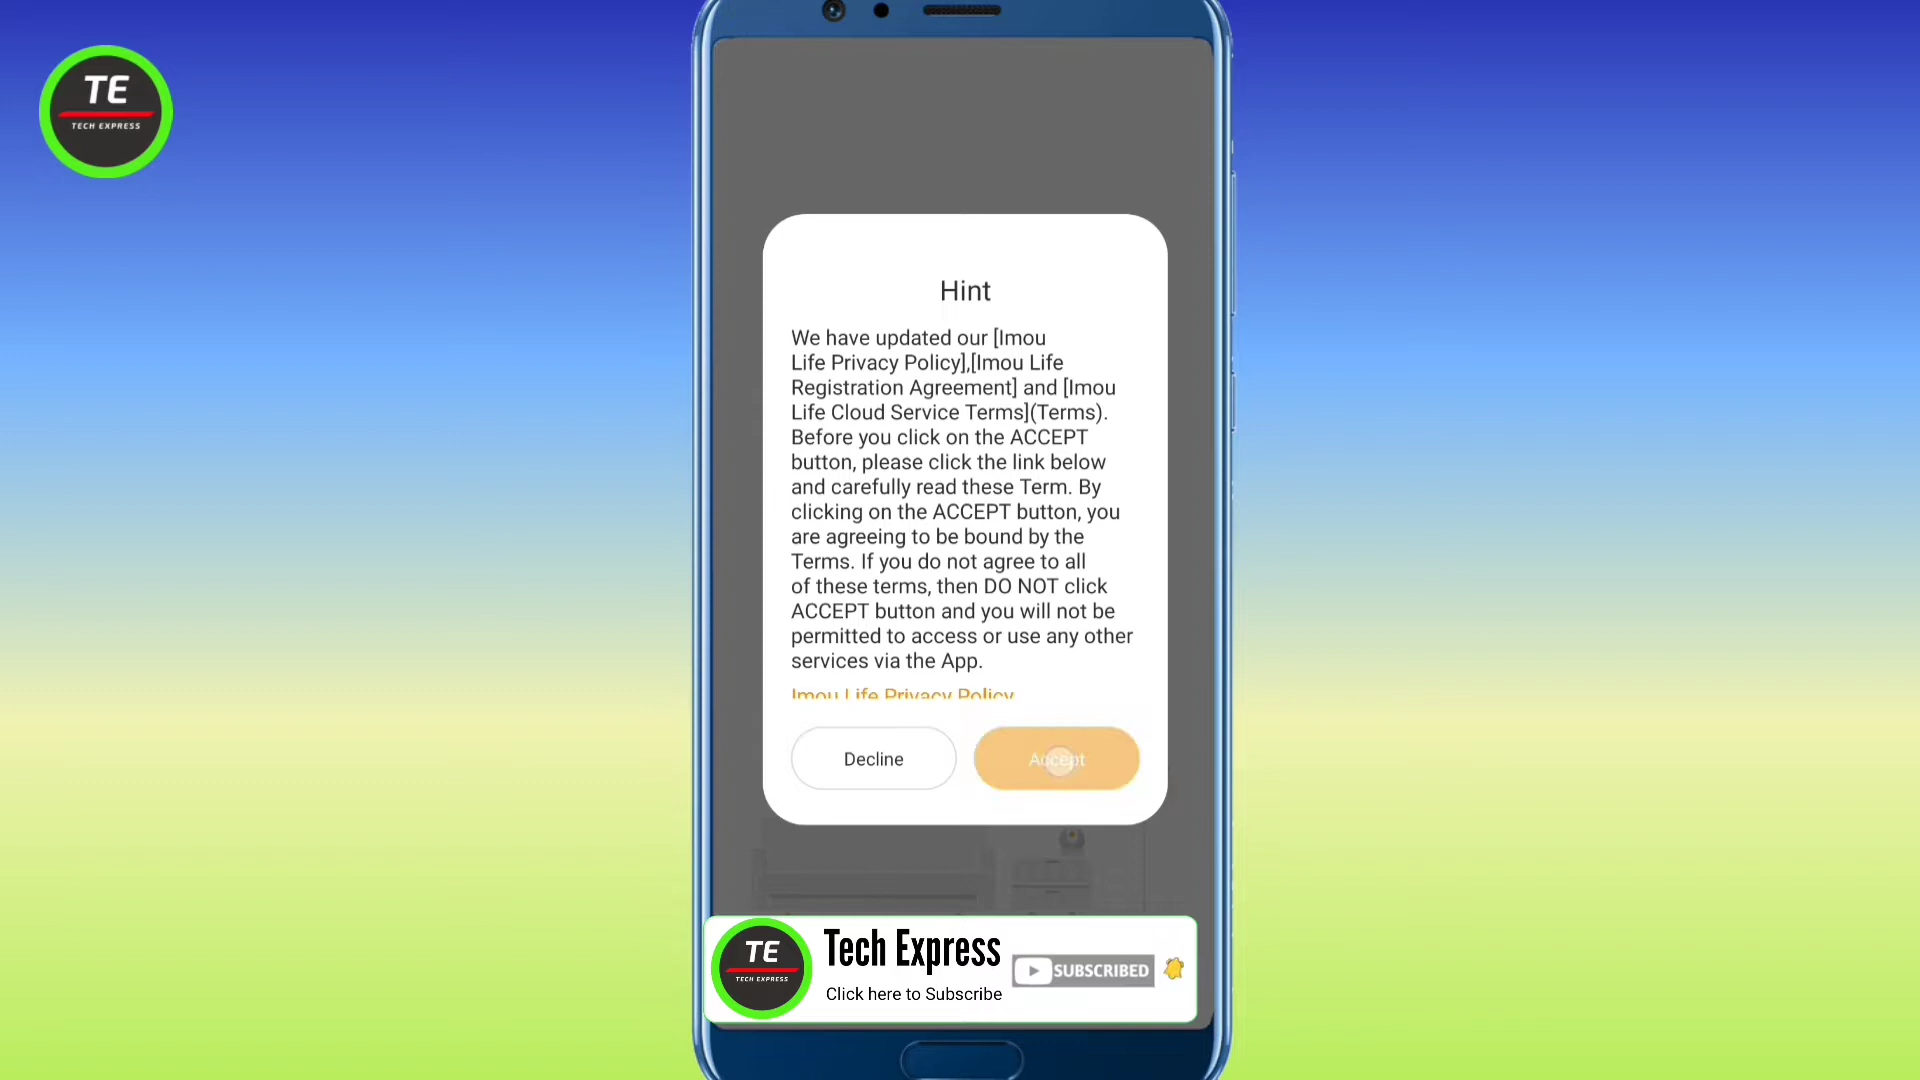 TE
TECH EXPRESS
Hint
We have updated our [Imou
Life Privacy Policy],[Imou Life
Registration Agreement] and [Imou
Life Cloud Service Terms](Terms).
Before you click on the ACCEPT
button, please click the link below
and carefully read these Term. By
clicking on the ACCEPT button, you
are agreeing to be bound by the
Terms. If you do not agree to all
of these terms, then DO NOT click
ACCEPT button and you will not be
permitted to access or use any other
services via the App.
Imou Life Privacy Policy
Decline
Accept
TE
TECH EXPRESS
Tech Express
Click here to Subscribe
SUBSCRIBED